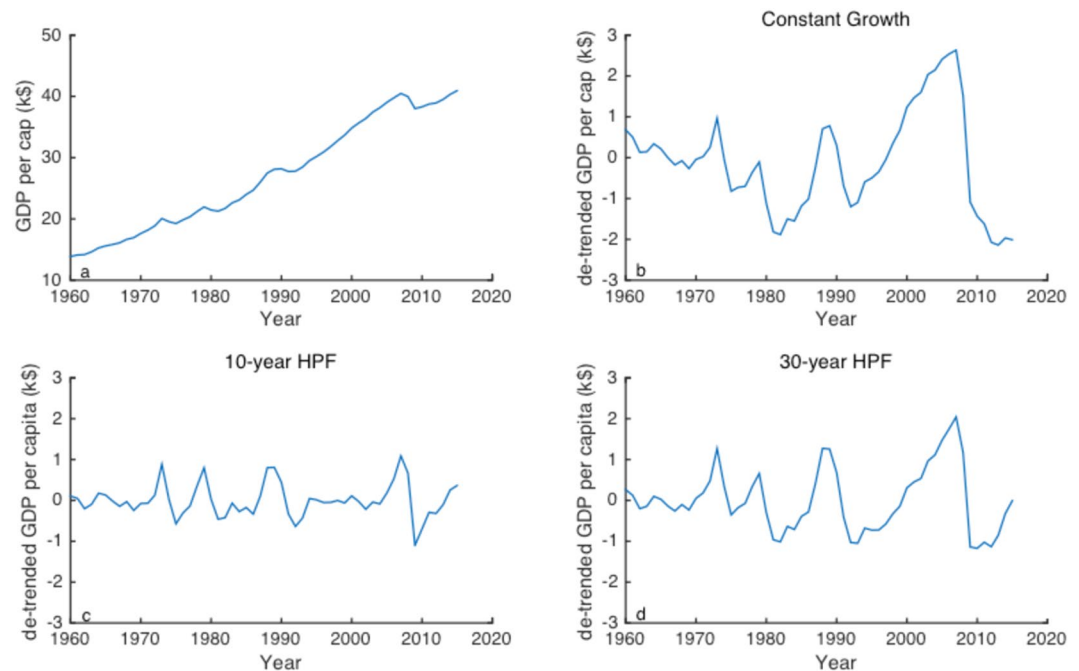 50
40
30
20
10
GDP per cap (k$)
a
1960 1970 1980 1990 2000 2010 2020
Year
Constant Growth
3
2
1
0
-1
-2
-3
de-trended GDP per cap (k$)
b
1960 1970 1980 1990 2000 2010 2020
Year
10-year HPF
3
2
1
0
-1
-2
-3
de-trended GDP per capita (k$)
c
1960 1970 1980 1990 2000 2010 2020
Year
30-year HPF
3
2
1
0
-1
-2
-3
de-trended GDP per capita (k$)
d
1960 1970 1980 1990 2000 2010 2020
Year